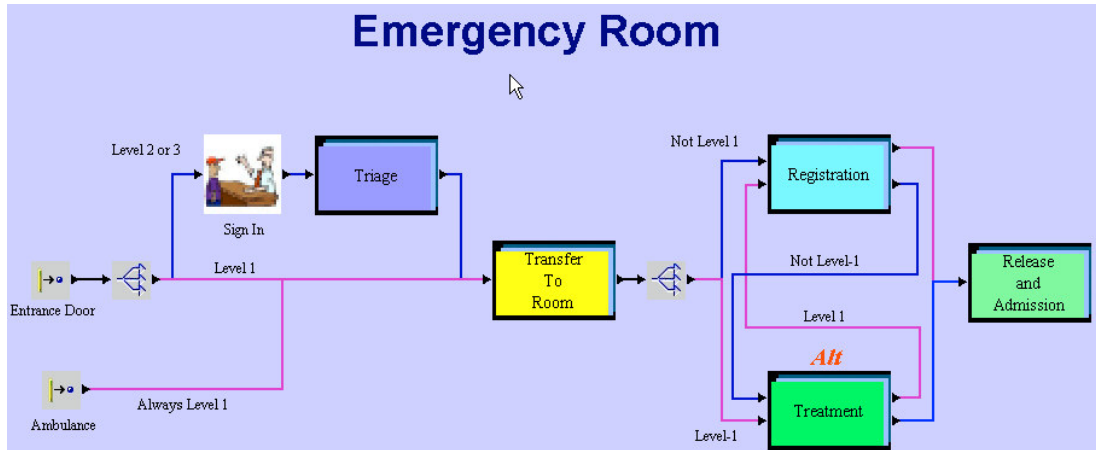 Emergency Room
Level 2 or 3
Sign In
Triage
Entrance Door
Level 1
Ambulance
Always Level 1
Transfer
To
Room
Not Level 1
Registration
Not Level-1
Level 1
Alt
Treatment
Level-1
Release
and
Admission